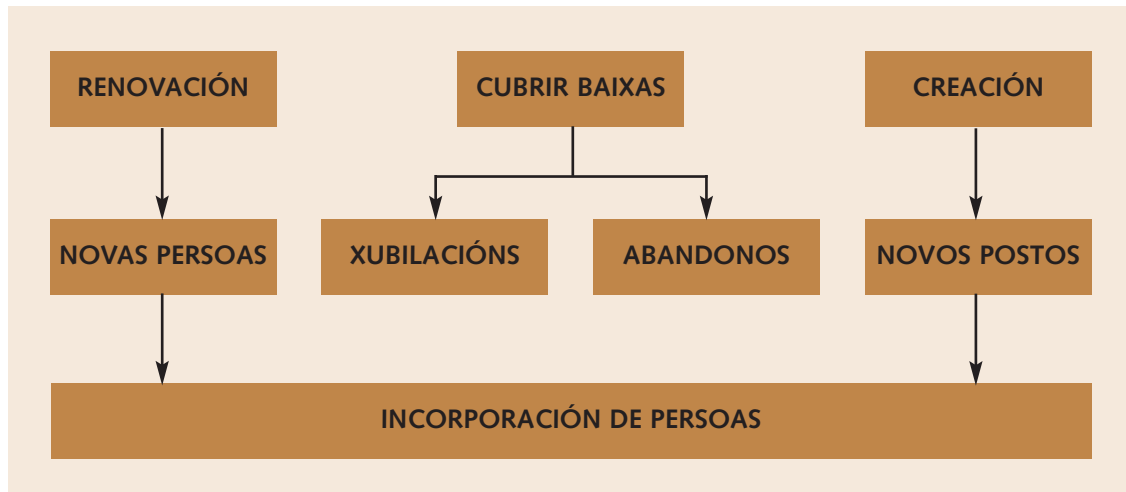 RENOVACIÓN
CUBRIR BAIXAS
CREACIÓN
NOVAS PERSOAS
XUBILACIÓNS
ABANDONOS
NOVOS POSTOS
INCORPORACIÓN DE PERSOAS